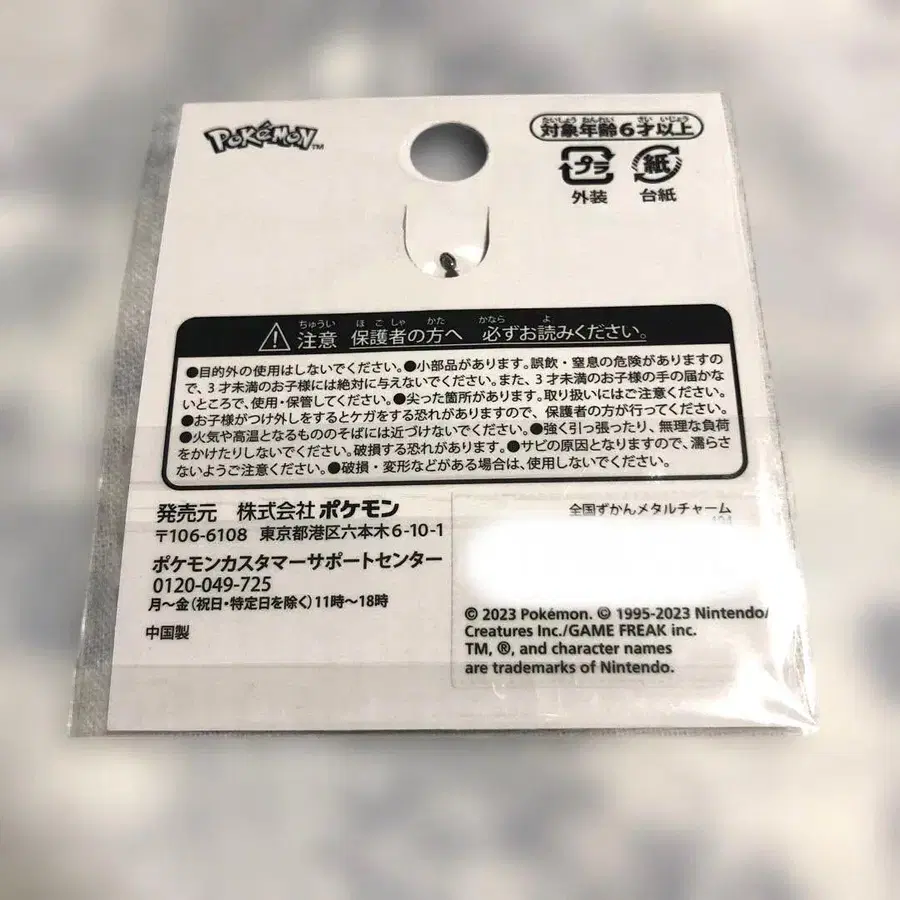 POKÉMON™
たいしょう ねんれい さい いじょう
対象年齢6才以上
プラ 紙
外装 台紙
ちゅうい ほごしゃ かた かなら よ
注意 保護者の方へ 必ずお読みください。
●目的外の使用はしないでください。●小部品があります。誤飲・窒息の危険がありますの
で、3才未満のお子様には絶対に与えないでください。また、3才未満のお子様の手の届かな
いところで、使用・保管してください。●尖った箇所があります。取り扱いにはご注意ください。
●お子様がつけ外しをするとケガをする恐れがありますので、保護者の方が行ってください。
●火気や高温となるもののそばには近づけないでください。●強く引っ張ったり、無理な負荷
をかけたりしないでください。破損する恐れがあります。●サビの原因となりますので、濡らさ
ないようご注意ください。●破損・変形などがある場合は、使用しないでください。
発売元 株式会社ポケモン
〒106-6108 東京都港区六本木6-10-1
ポケモンカスタマーサポートセンター
0120-049-725
月〜金(祝日・特定日を除く)11時〜18時
中国製
全国ずかんメタルチャーム
© 2023 Pokémon. © 1995-2023 Nintendo/
Creatures Inc./GAME FREAK inc.
TM, ®, and character names
are trademarks of Nintendo.